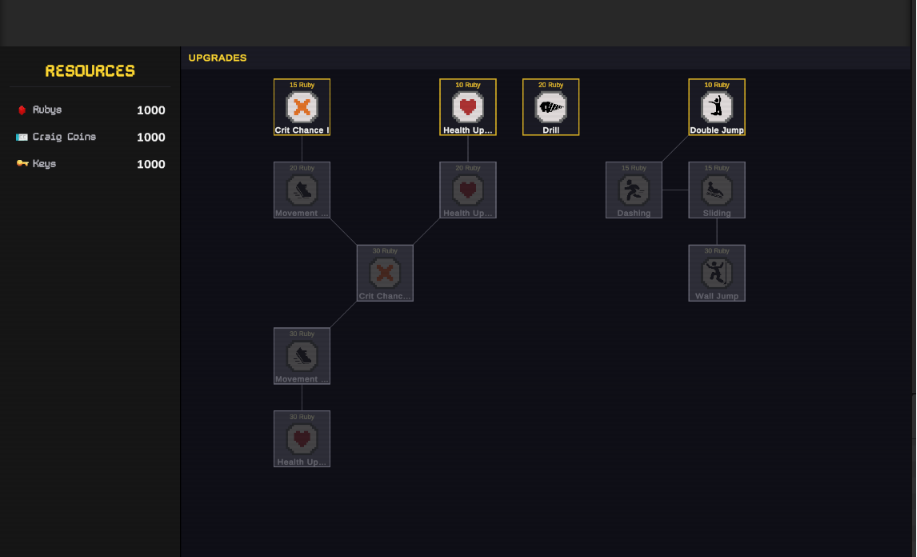 UPGRADES
RESOURCES
Rubys 1000
Craig Coins 1000
Keys 1000
15 Ruby
Crit Chance I
10 Ruby
Health Up...
20 Ruby
Drill
10 Ruby
Double Jump
20 Ruby
Movement ...
20 Ruby
Health Up...
15 Ruby
Dashing
15 Ruby
Sliding
30 Ruby
Crit Chanc...
30 Ruby
Wall Jump
30 Ruby
Movement ...
30 Ruby
Health Up...